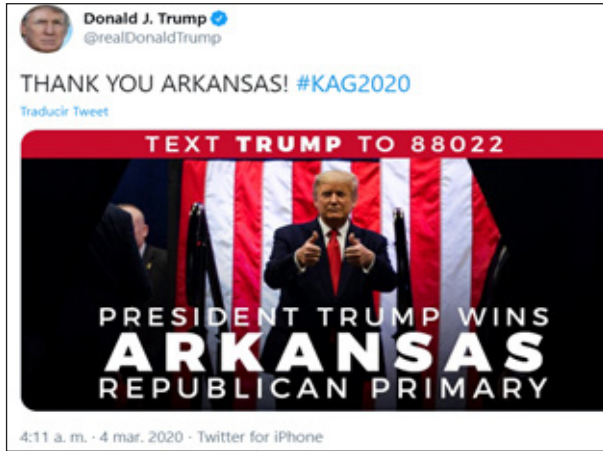 Donald J. Trump
@realDonaldTrump
THANK YOU ARKANSAS! #KAG2020
Traducir Tweet
TEXT TRUMP TO 88022
PRESIDENT TRUMP WINS
ARKANSAS
REPUBLICAN PRIMARY
4:11 a. m. · 4 mar. 2020 · Twitter for iPhone